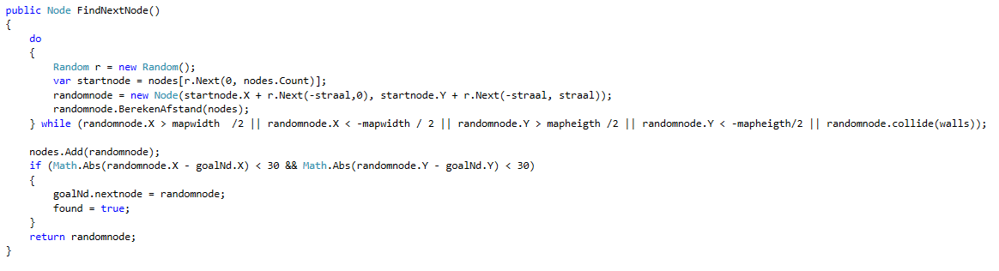 public Node FindNextNode()
{
    do
    {
        Random r = new Random();
        var startnode = nodes[r.Next(0, nodes.Count)];
        randomnode = new Node(startnode.X + r.Next(-straal,0), startnode.Y + r.Next(-straal, straal));
        randomnode.BerekenAfstand(nodes);
    } while (randomnode.X > mapwidth  /2 || randomnode.X < -mapwidth / 2 || randomnode.Y > mapheigth /2 || randomnode.Y < -mapheigth/2 || randomnode.collide(walls));
    nodes.Add(randomnode);
    if (Math.Abs(randomnode.X - goalNd.X) < 30 && Math.Abs(randomnode.Y - goalNd.Y) < 30)
    {
        goalNd.nextnode = randomnode;
        found = true;
    }
    return randomnode;
}